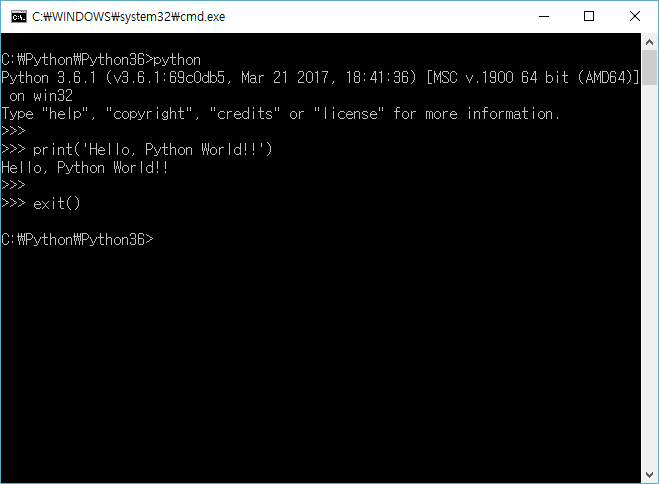 C:₩WINDOWS₩system32₩cmd.exe
C:₩Python₩Python36>python
Python 3.6.1 (v3.6.1:69c0db5, Mar 21 2017, 18:41:36) [MSC v.1900 64 bit (AMD64)]
 on win32
Type "help", "copyright", "credits" or "license" for more information.
>>>
>>> print('Hello, Python World!!')
Hello, Python World!!
>>>
>>> exit()
C:₩Python₩Python36>